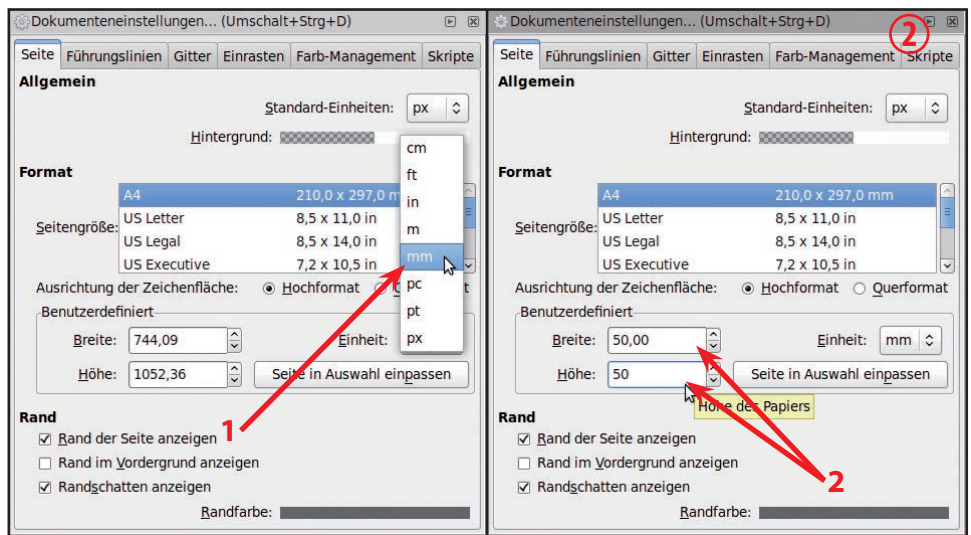 Dokumenteneinstellungen... (Umschalt+Strg+D)
Seite Führungslinien Gitter Einrasten Farb-Management Skripte
Allgemein
Standard-Einheiten: px
Hintergrund:
Format
Seitengröße:
A4 210,0 x 297,0 m
US Letter 8,5 x 11,0 in
US Legal 8,5 x 14,0 in
US Executive 7,2 x 10,5 in
cm
ft
in
m
mm
pc
pt
px
Ausrichtung der Zeichenfläche: Hochformat
Benutzerdefiniert
Breite: 744,09 Einheit:
Höhe: 1052,36 Seite in Auswahl einpassen
Rand
1
Rand der Seite anzeigen
Rand im Vordergrund anzeigen
Randschatten anzeigen
Randfarbe:
Dokumenteneinstellungen... (Umschalt+Strg+D)
2
Seite Führungslinien Gitter Einrasten Farb-Management Skripte
Allgemein
Standard-Einheiten: px
Hintergrund:
Format
Seitengröße:
A4 210,0 x 297,0 mm
US Letter 8,5 x 11,0 in
US Legal 8,5 x 14,0 in
US Executive 7,2 x 10,5 in
Ausrichtung der Zeichenfläche: Hochformat Querformat
Benutzerdefiniert
Breite: 50,00 Einheit: mm
Höhe: 50 Seite in Auswahl einpassen
Höhe des Papiers
Rand
Rand der Seite anzeigen
Rand im Vordergrund anzeigen
Randschatten anzeigen
2
Randfarbe: